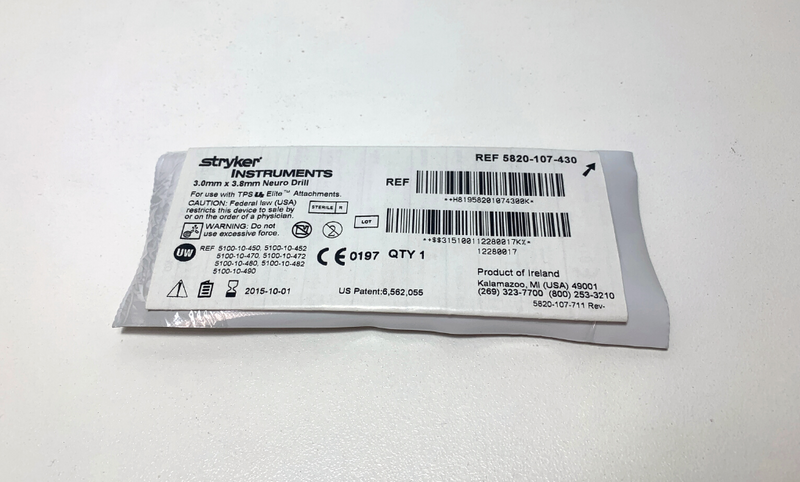 stryker
INSTRUMENTS
REF 5820-107-430
3.0mm x 3.8mm Neuro Drill
For use with TPS Elite™ Attachments.
CAUTION: Federal law (USA)
restricts this device to sale by
or on the order of a physician.
STERILE R
LOT
WARNING: Do not
use excessive force.
UW
REF 5100-10-450, 5100-10-452
5100-10-470, 5100-10-472
5100-10-480, 5100-10-482
5100-10-490
2015-10-01
CE 0197 QTY 1
US Patent:6,562,055
REF
**H81958201074300K*
**$$315100112280017K%*
12280017
Product of Ireland
Kalamazoo, MI (USA) 49001
(269) 323-7700 (800) 253-3210
5820-107-711 Rev-